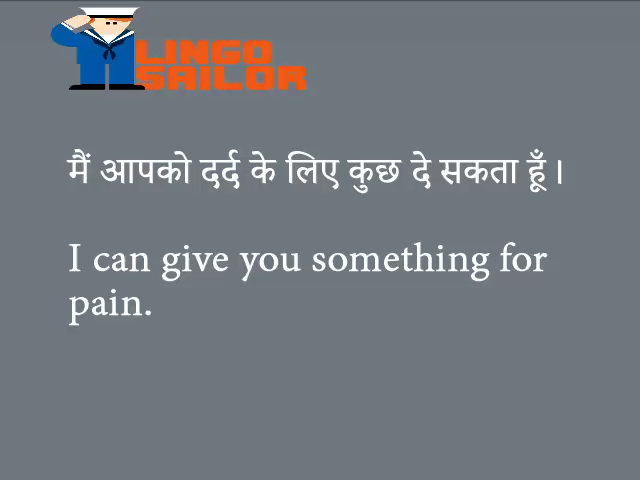 LINGO
SAILOR
मैं आपको दर्द के लिए कुछ दे सकता हूँ।
I can give you something for
pain.